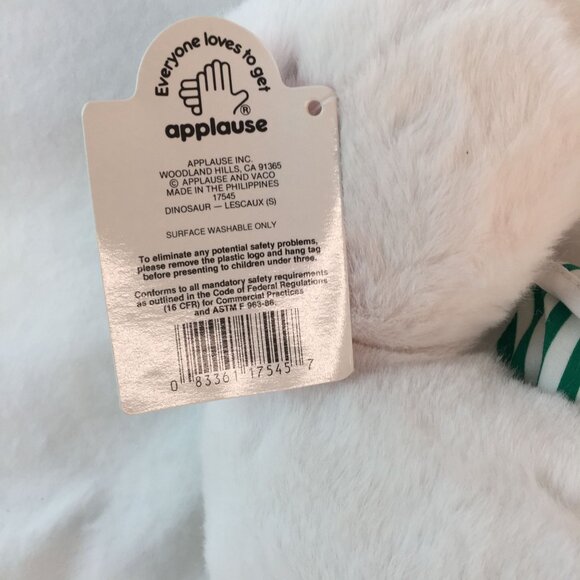 Everyone loves to get
®
applause
APPLAUSE INC.
WOODLAND HILLS, CA 91365
© APPLAUSE AND VACO
MADE IN THE PHILIPPINES
17545
DINOSAUR — LESCAUX (S)
SURFACE WASHABLE ONLY
To eliminate any potential safety problems,
please remove the plastic logo and hang tag
before presenting to children under three.
Conforms to all mandatory safety requirements
as outlined in the Code of Federal Regulations
(16 CFR) for Commercial Practices
and ASTM F 963-86.
0 83361 17545 7